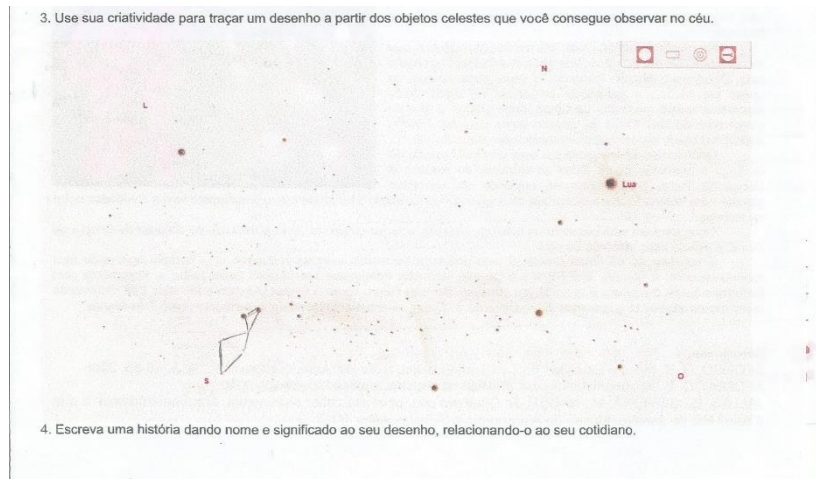 3. Use sua criatividade para traçar um desenho a partir dos objetos celestes que você consegue observar no céu.
N
L
Lua
S
O
4. Escreva uma história dando nome e significado ao seu desenho, relacionando-o ao seu cotidiano.